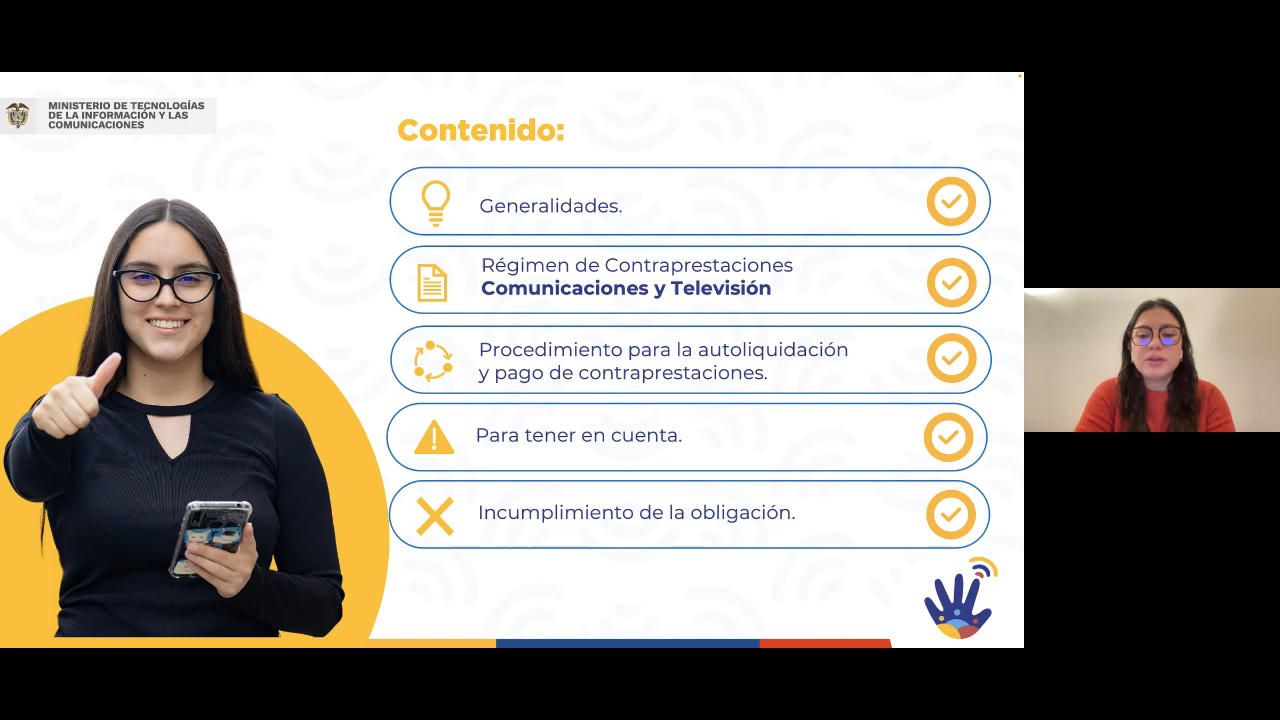 MINISTERIO DE TECNOLOGÍAS
DE LA INFORMACIÓN Y LAS
COMUNICACIONES
Contenido:
Generalidades.
Régimen de Contraprestaciones
Comunicaciones y Televisión
Procedimiento para la autoliquidación
y pago de contraprestaciones.
Para tener en cuenta.
Incumplimiento de la obligación.